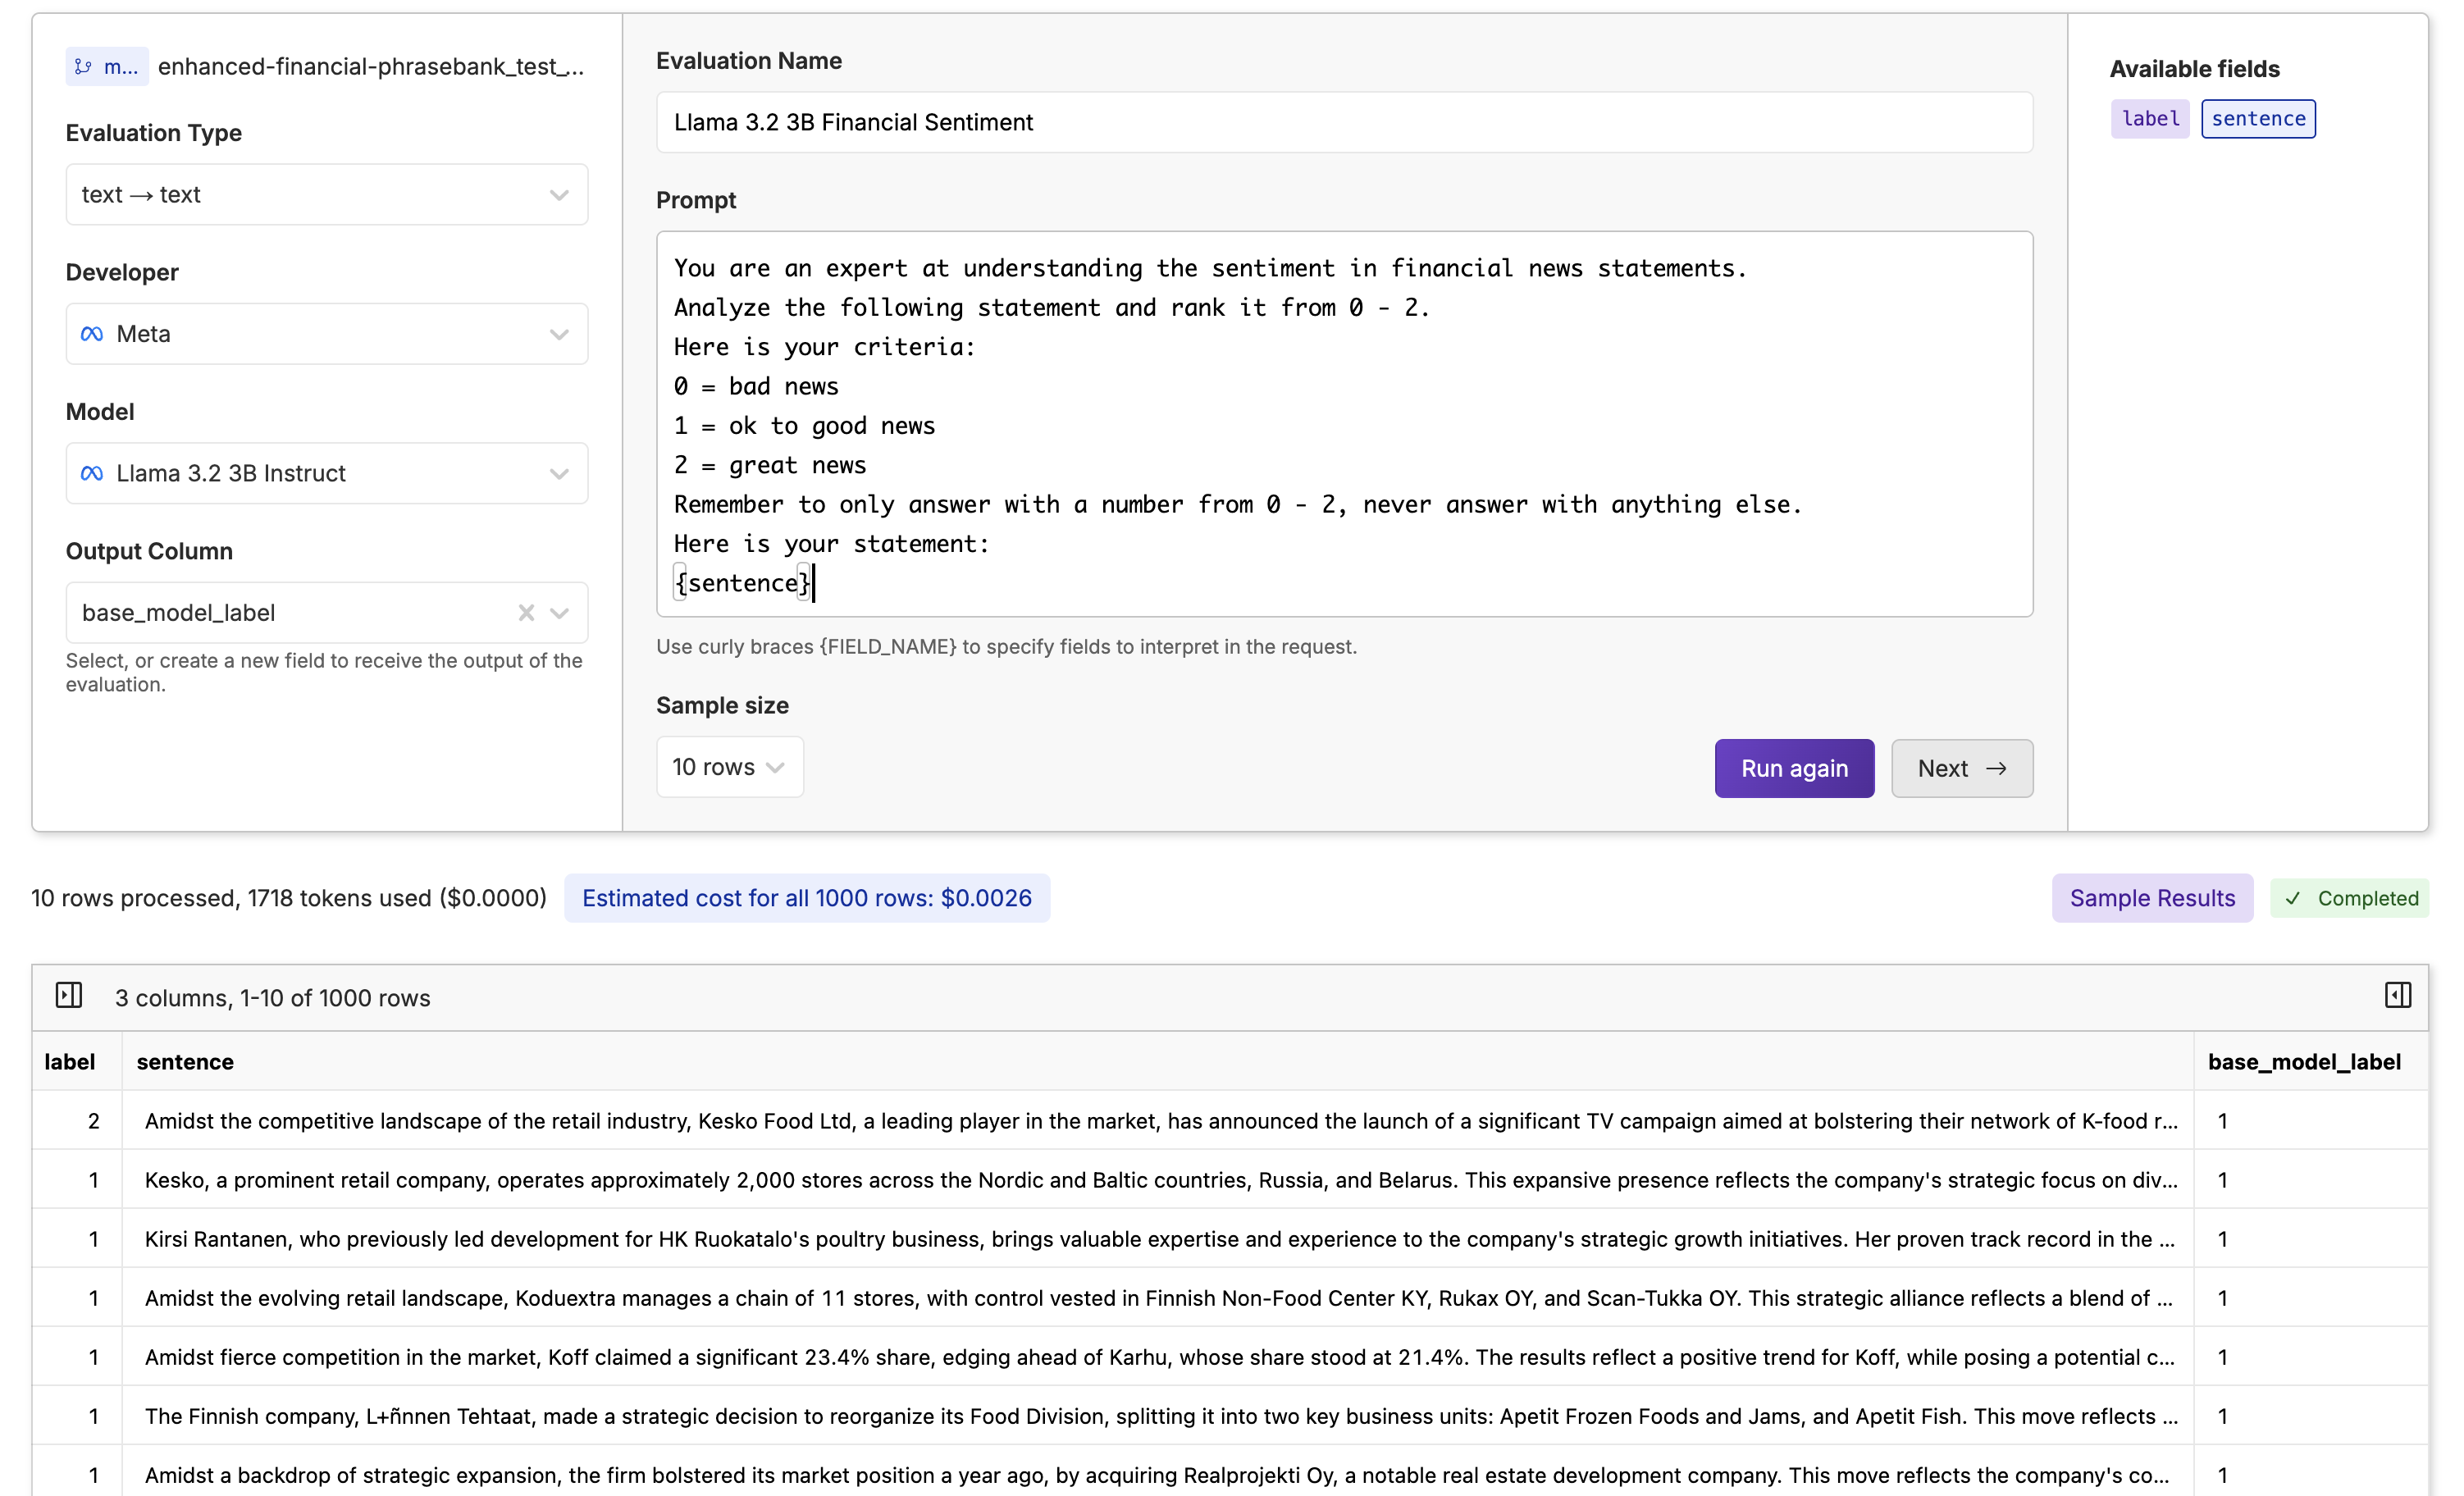 m...
enhanced-financial-phrasebank_test_...
Evaluation Type
text → text
Developer
Meta
Model
Llama 3.2 3B Instruct
Output Column
base_model_label
Select, or create a new field to receive the output of the
evaluation.
Evaluation Name
Llama 3.2 3B Financial Sentiment
Prompt
You are an expert at understanding the sentiment in financial news statements.
Analyze the following statement and rank it from 0 - 2.
Here is your criteria:
0 = bad news
1 = ok to good news
2 = great news
Remember to only answer with a number from 0 - 2, never answer with anything else.
Here is your statement:
{sentence}
Use curly braces {FIELD_NAME} to specify fields to interpret in the request.
Sample size
10 rows
Run again
Next →
Available fields
label
sentence
10 rows processed, 1718 tokens used ($0.0000)
Estimated cost for all 1000 rows: $0.0026
Sample Results
✓ Completed
3 columns, 1-10 of 1000 rows
label sentence base_model_label
2 Amidst the competitive landscape of the retail industry, Kesko Food Ltd, a leading player in the market, has announced the launch of a significant TV campaign aimed at bolstering their network of K-food r... 1
1 Kesko, a prominent retail company, operates approximately 2,000 stores across the Nordic and Baltic countries, Russia, and Belarus. This expansive presence reflects the company's strategic focus on div... 1
1 Kirsi Rantanen, who previously led development for HK Ruokatalo's poultry business, brings valuable expertise and experience to the company's strategic growth initiatives. Her proven track record in the ... 1
1 Amidst the evolving retail landscape, Koduextra manages a chain of 11 stores, with control vested in Finnish Non-Food Center KY, Rukax OY, and Scan-Tukka OY. This strategic alliance reflects a blend of ... 1
1 Amidst fierce competition in the market, Koff claimed a significant 23.4% share, edging ahead of Karhu, whose share stood at 21.4%. The results reflect a positive trend for Koff, while posing a potential c... 1
1 The Finnish company, L+ñnnen Tehtaat, made a strategic decision to reorganize its Food Division, splitting it into two key business units: Apetit Frozen Foods and Jams, and Apetit Fish. This move reflects ... 1
1 Amidst a backdrop of strategic expansion, the firm bolstered its market position a year ago, by acquiring Realprojekti Oy, a notable real estate development company. This move reflects the company's co... 1